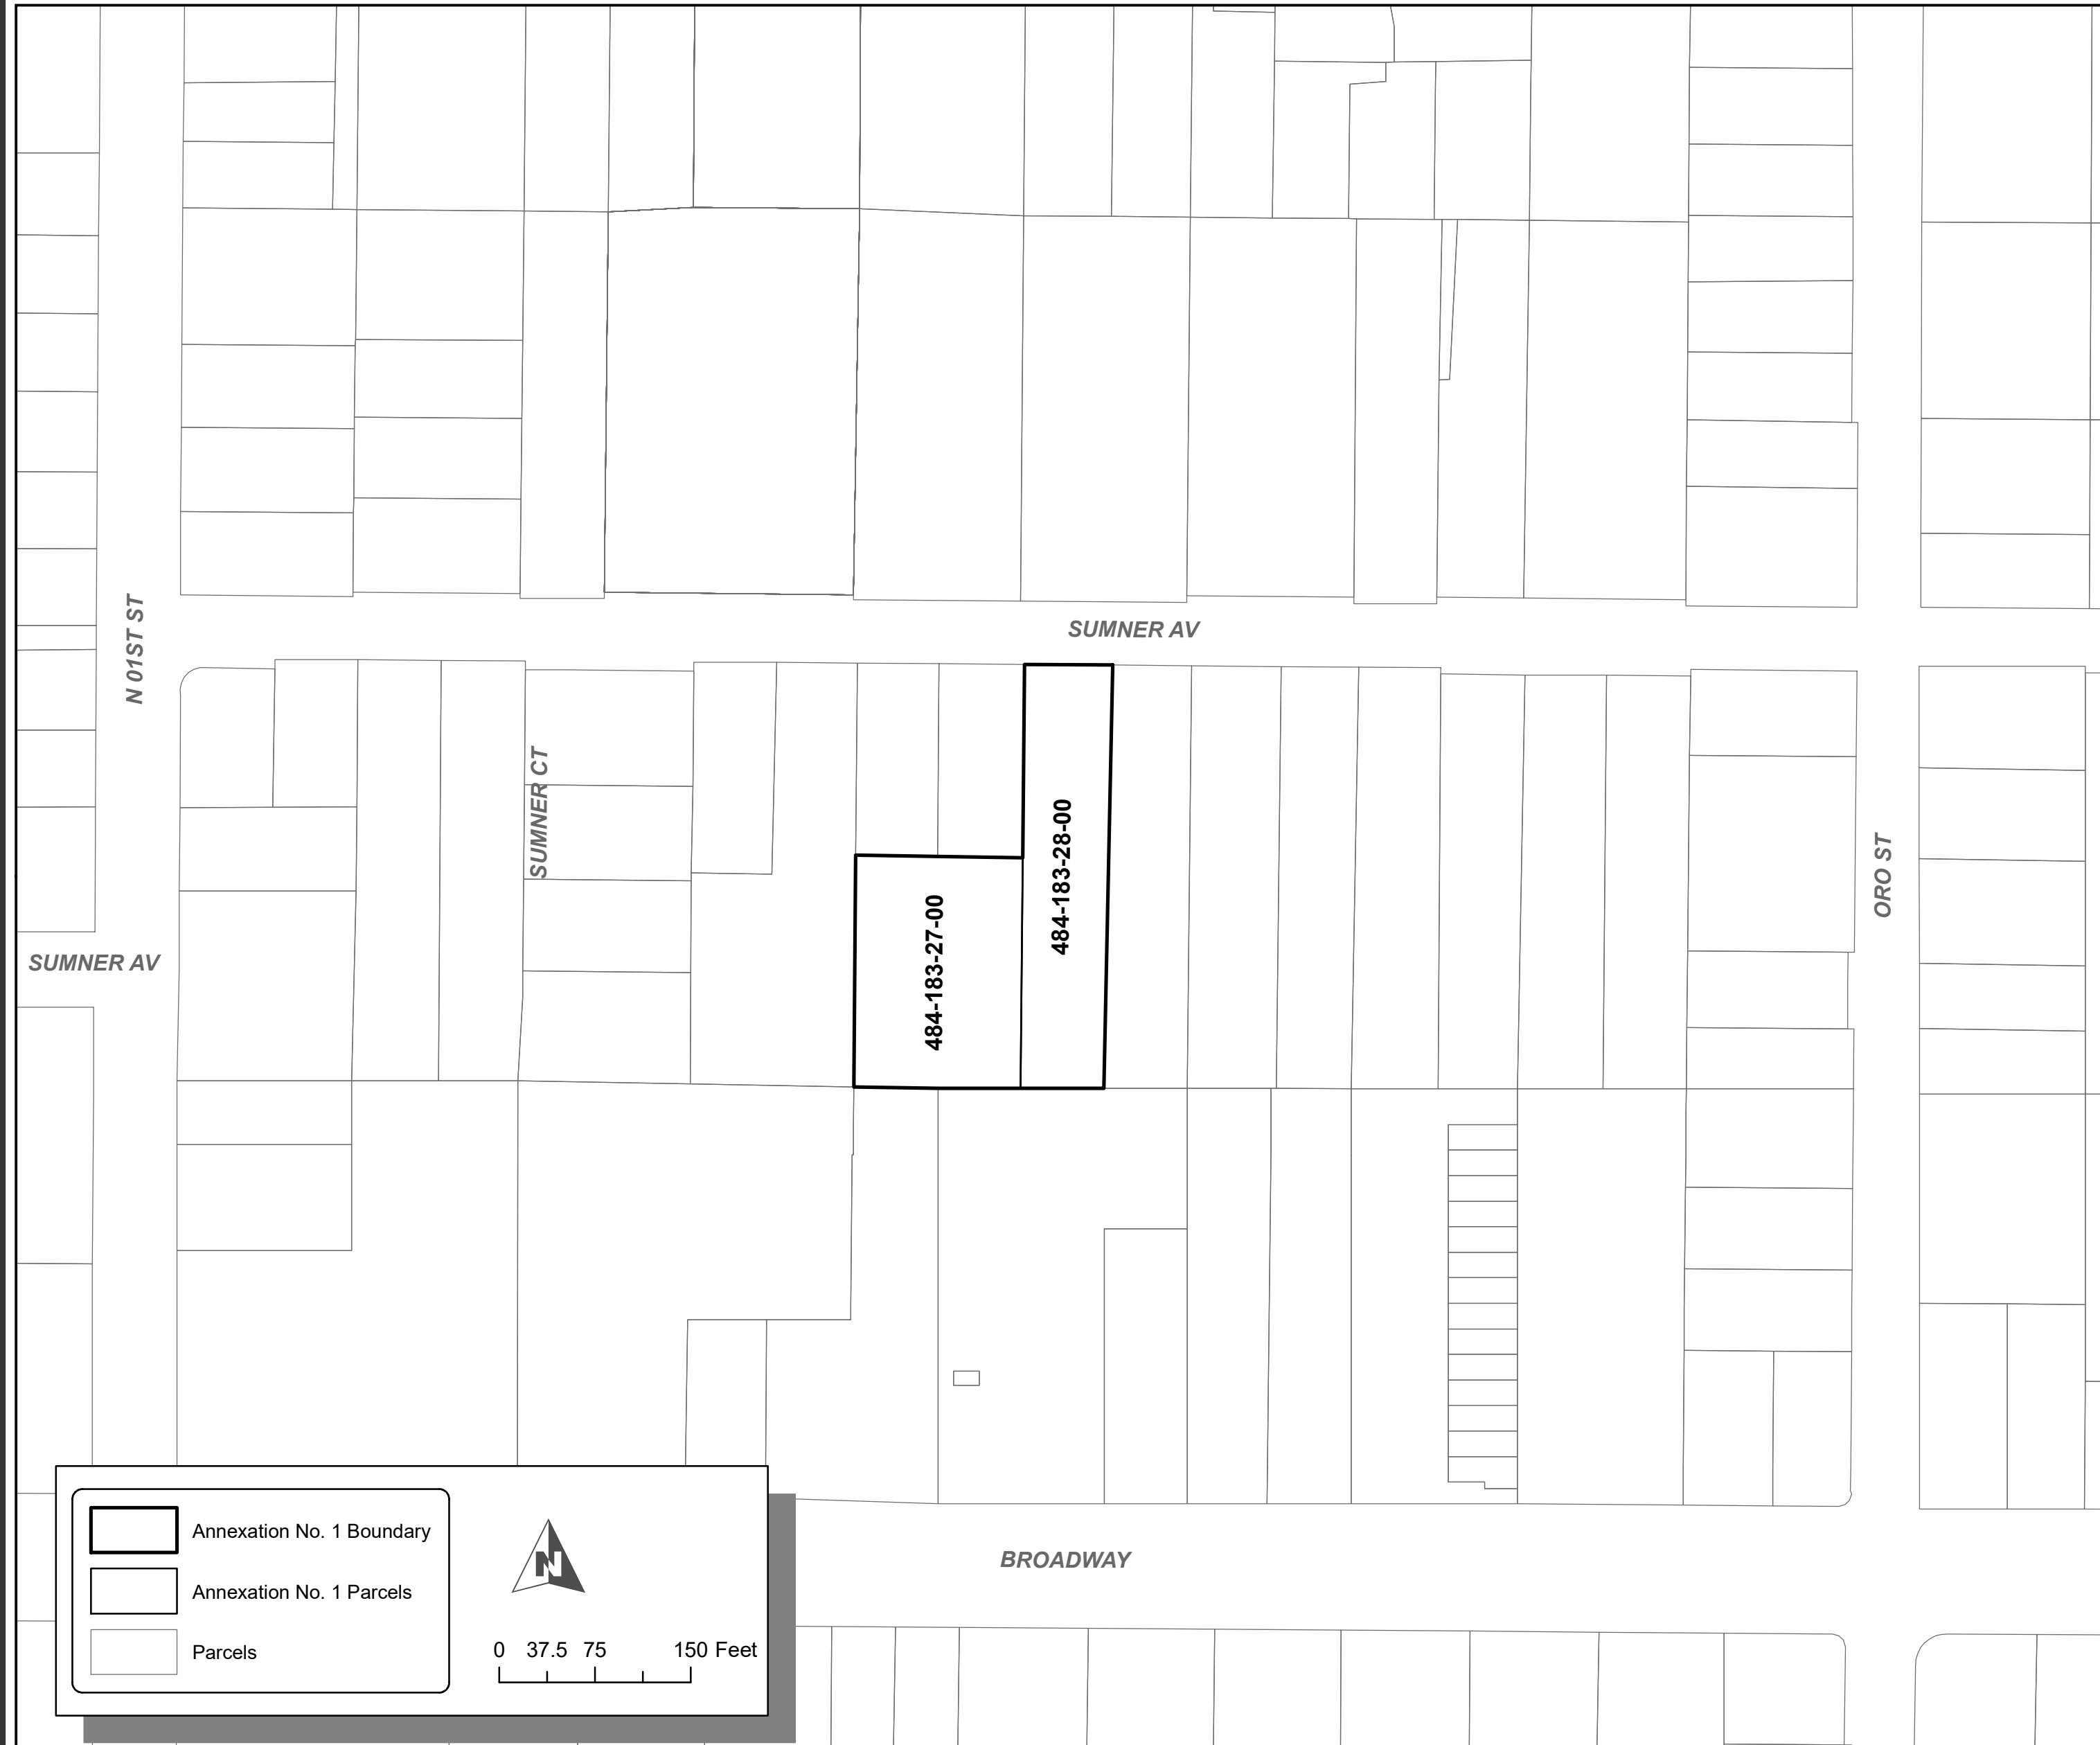 N 01ST ST
SUMNER AV
SUMNER CT
484-183-28-00
484-183-27-00
ORO ST
SUMNER AV
BROADWAY
Annexation No. 1 Boundary
Annexation No. 1 Parcels
Parcels
N
0 37.5 75 150 Feet